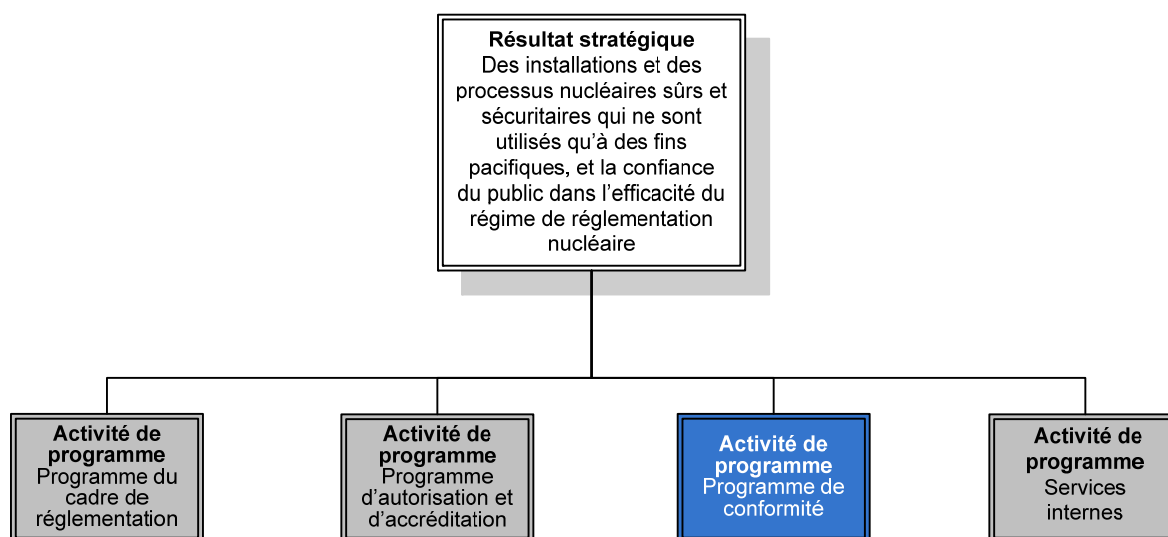 Résultat stratégique
Des installations et des
processus nucléaires sûrs et
sécuritaires qui ne sont
utilisés qu'à des fins
pacifiques, et la confiance
du public dans l'efficacité du
régime de réglementation
nucléaire
Activité de
programme
Programme du
cadre de
réglementation
Activité de
programme
Programme
d'autorisation et
d'accréditation
Activité de
programme
Programme de
conformité
Activité de
programme
Services
internes